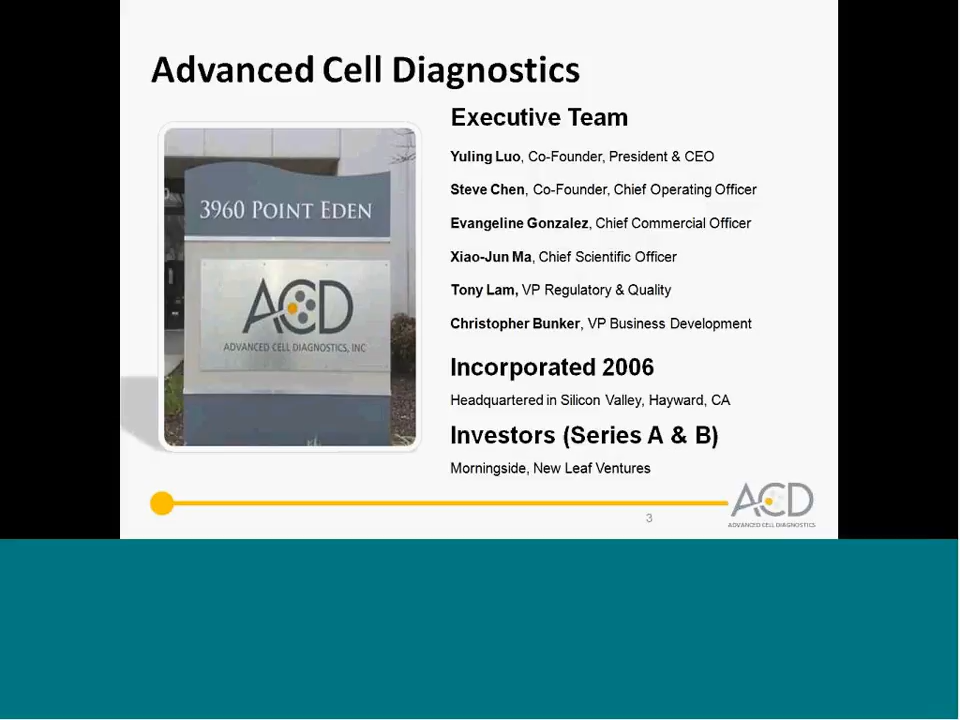 Advanced Cell Diagnostics
3960 POINT EDEN
ACD
ADVANCED CELL DIAGNOSTICS, INC
Executive Team
Yuling Luo, Co-Founder, President & CEO
Steve Chen, Co-Founder, Chief Operating Officer
Evangeline Gonzalez, Chief Commercial Officer
Xiao-Jun Ma, Chief Scientific Officer
Tony Lam, VP Regulatory & Quality
Christopher Bunker, VP Business Development
Incorporated 2006
Headquartered in Silicon Valley, Hayward, CA
Investors (Series A & B)
Morningside, New Leaf Ventures
3
ACD
ADVANCED CELL DIAGNOSTICS